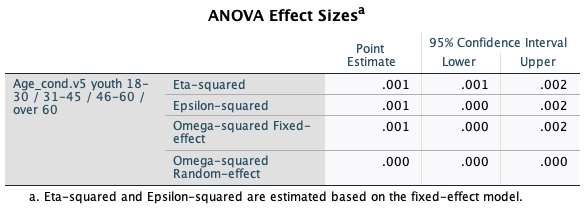 ANOVA Effect Sizesa
Point Estimate
95% Confidence Interval
Lower Upper
Age_cond.v5 youth 18-
30 / 31-45 / 46-60 /
over 60
Eta-squared .001 .001 .002
Epsilon-squared .001 .000 .002
Omega-squared Fixed-
effect .001 .000 .002
Omega-squared
Random-effect .000 .000 .000
a. Eta-squared and Epsilon-squared are estimated based on the fixed-effect model.